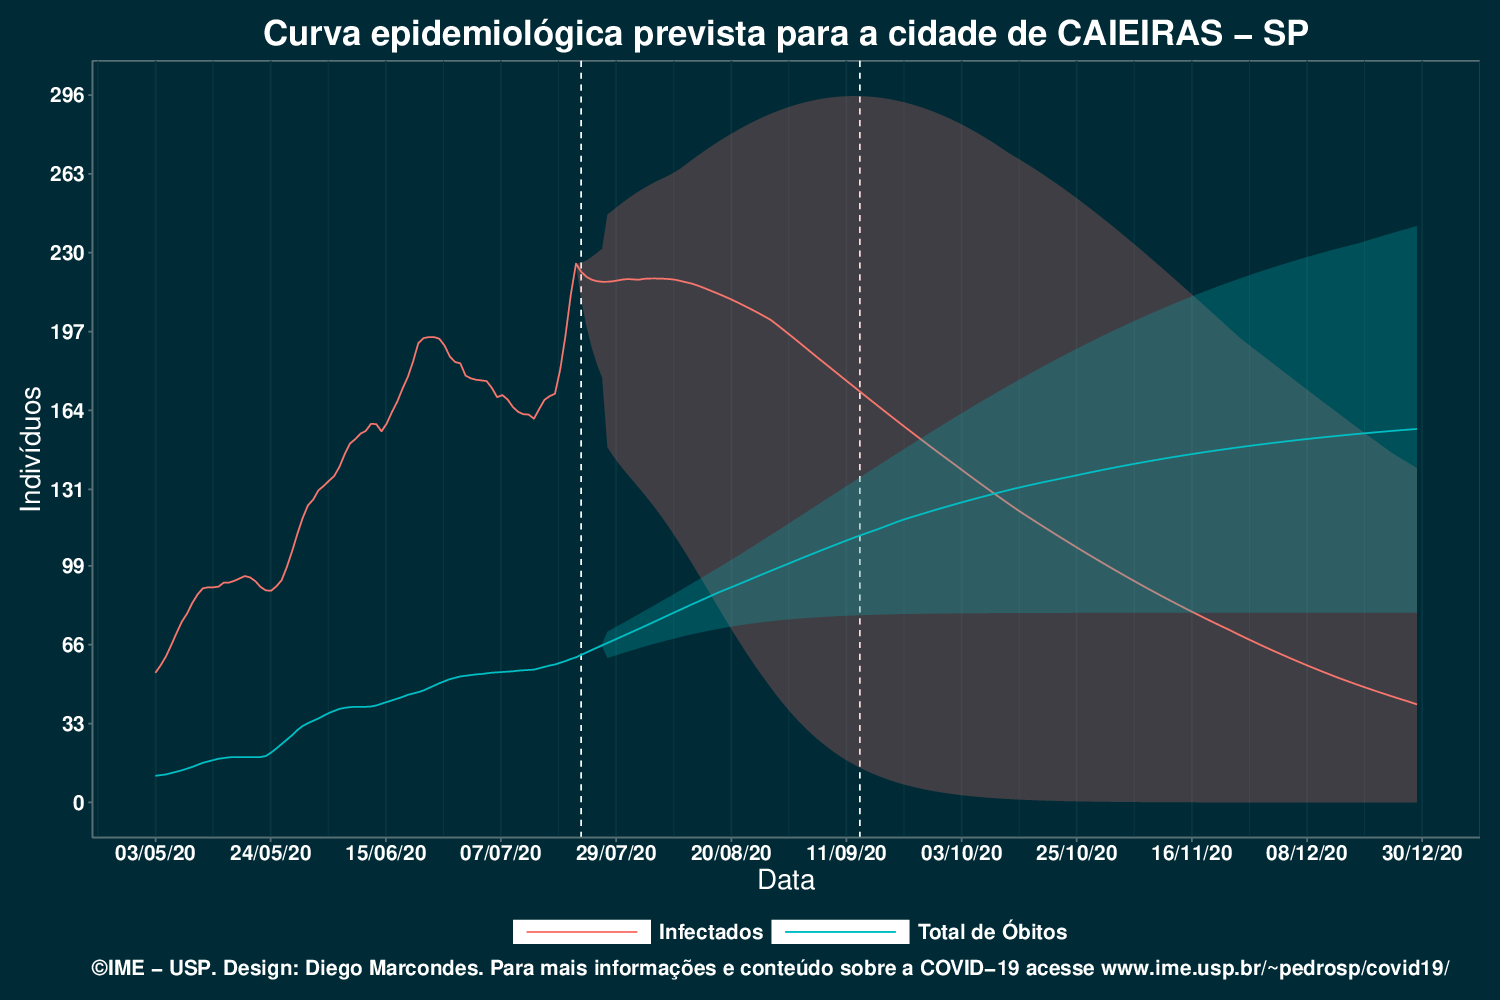 Curva epidemiológica prevista para a cidade de CAIEIRAS – SP
296
263
230
197
164
131
99
66
33
0
Indivíduos
03/05/20 24/05/20 15/06/20 07/07/20 29/07/20 20/08/20 11/09/20 03/10/20 25/10/20 16/11/20 08/12/20 30/12/20
Data
Infectados Total de Óbitos
©IME – USP. Design: Diego Marcondes. Para mais informações e conteúdo sobre a COVID–19 acesse www.ime.usp.br/~pedrosp/covid19/